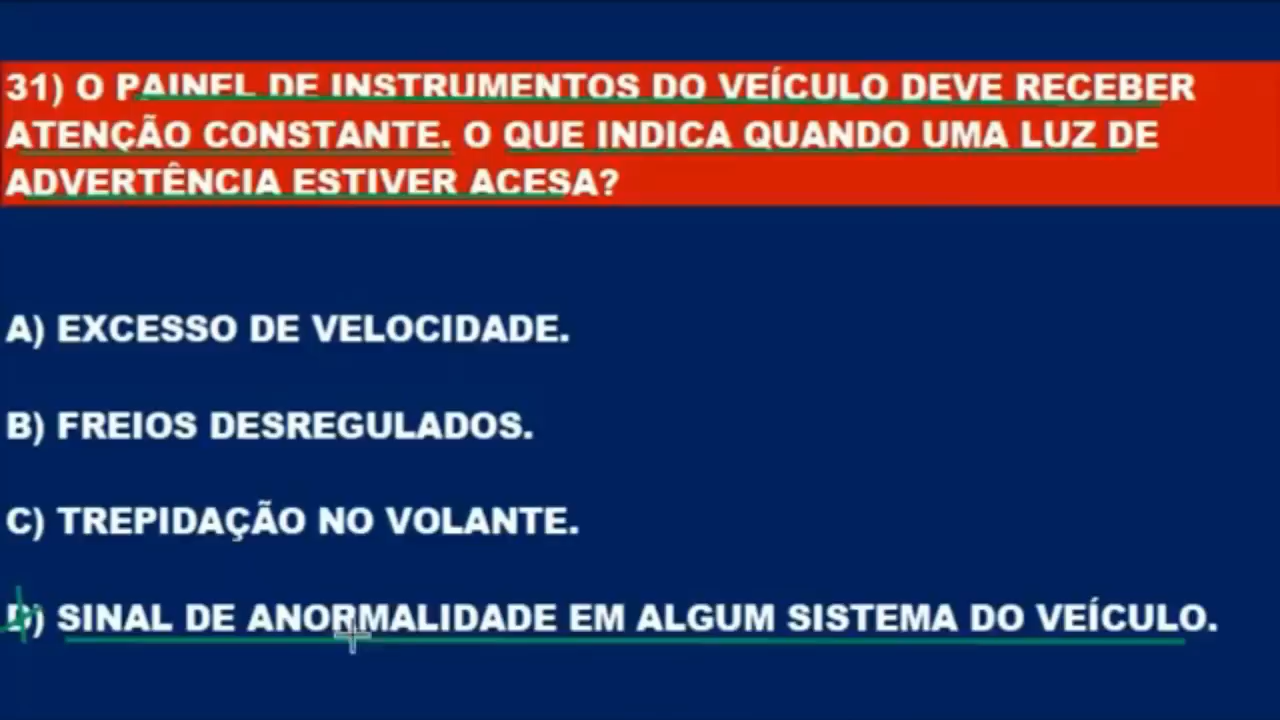 31) O PAINEL DE INSTRUMENTOS DO VEÍCULO DEVE RECEBER
ATENÇÃO CONSTANTE. O QUE INDICA QUANDO UMA LUZ DE
ADVERTÊNCIA ESTIVER ACESA?
A) EXCESSO DE VELOCIDADE.
B) FREIOS DESREGULADOS.
C) TREPIDAÇÃO NO VOLANTE.
D) SINAL DE ANORMALIDADE EM ALGUM SISTEMA DO VEÍCULO.